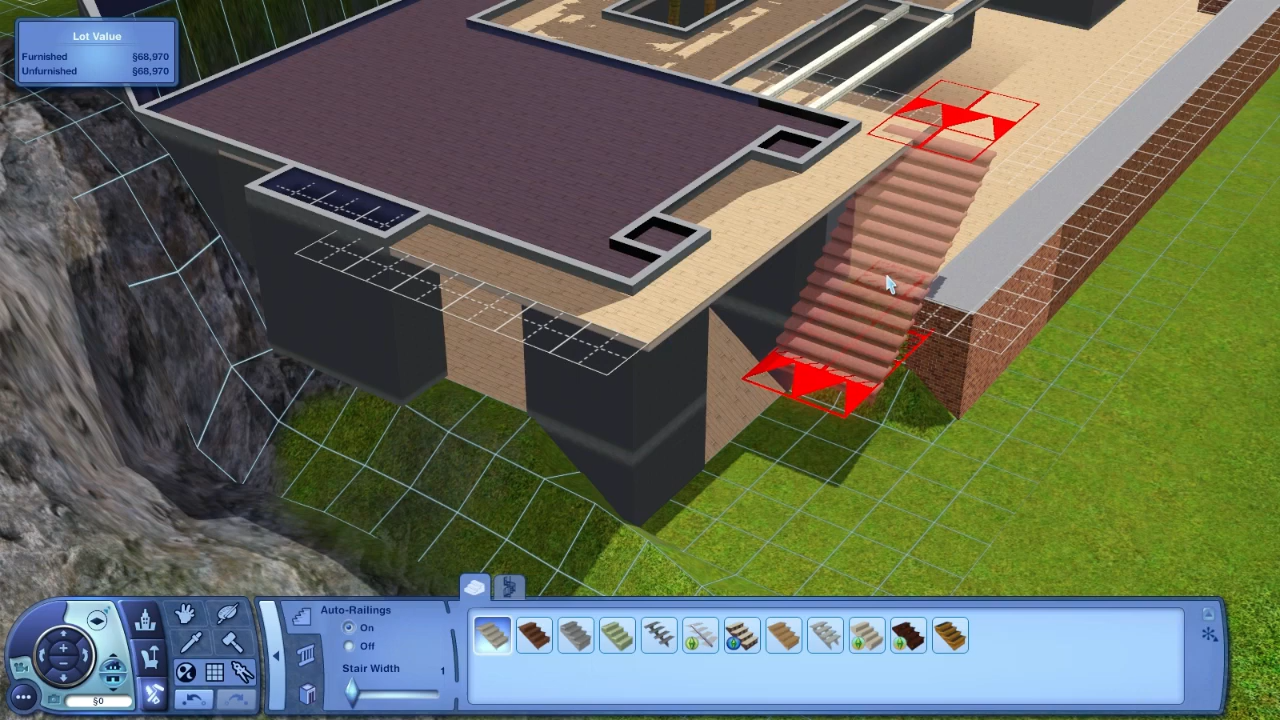 Lot Value
Furnished §68,970
Unfurnished §68,970
Auto-Railings
On
Off
Stair Width 1
§0